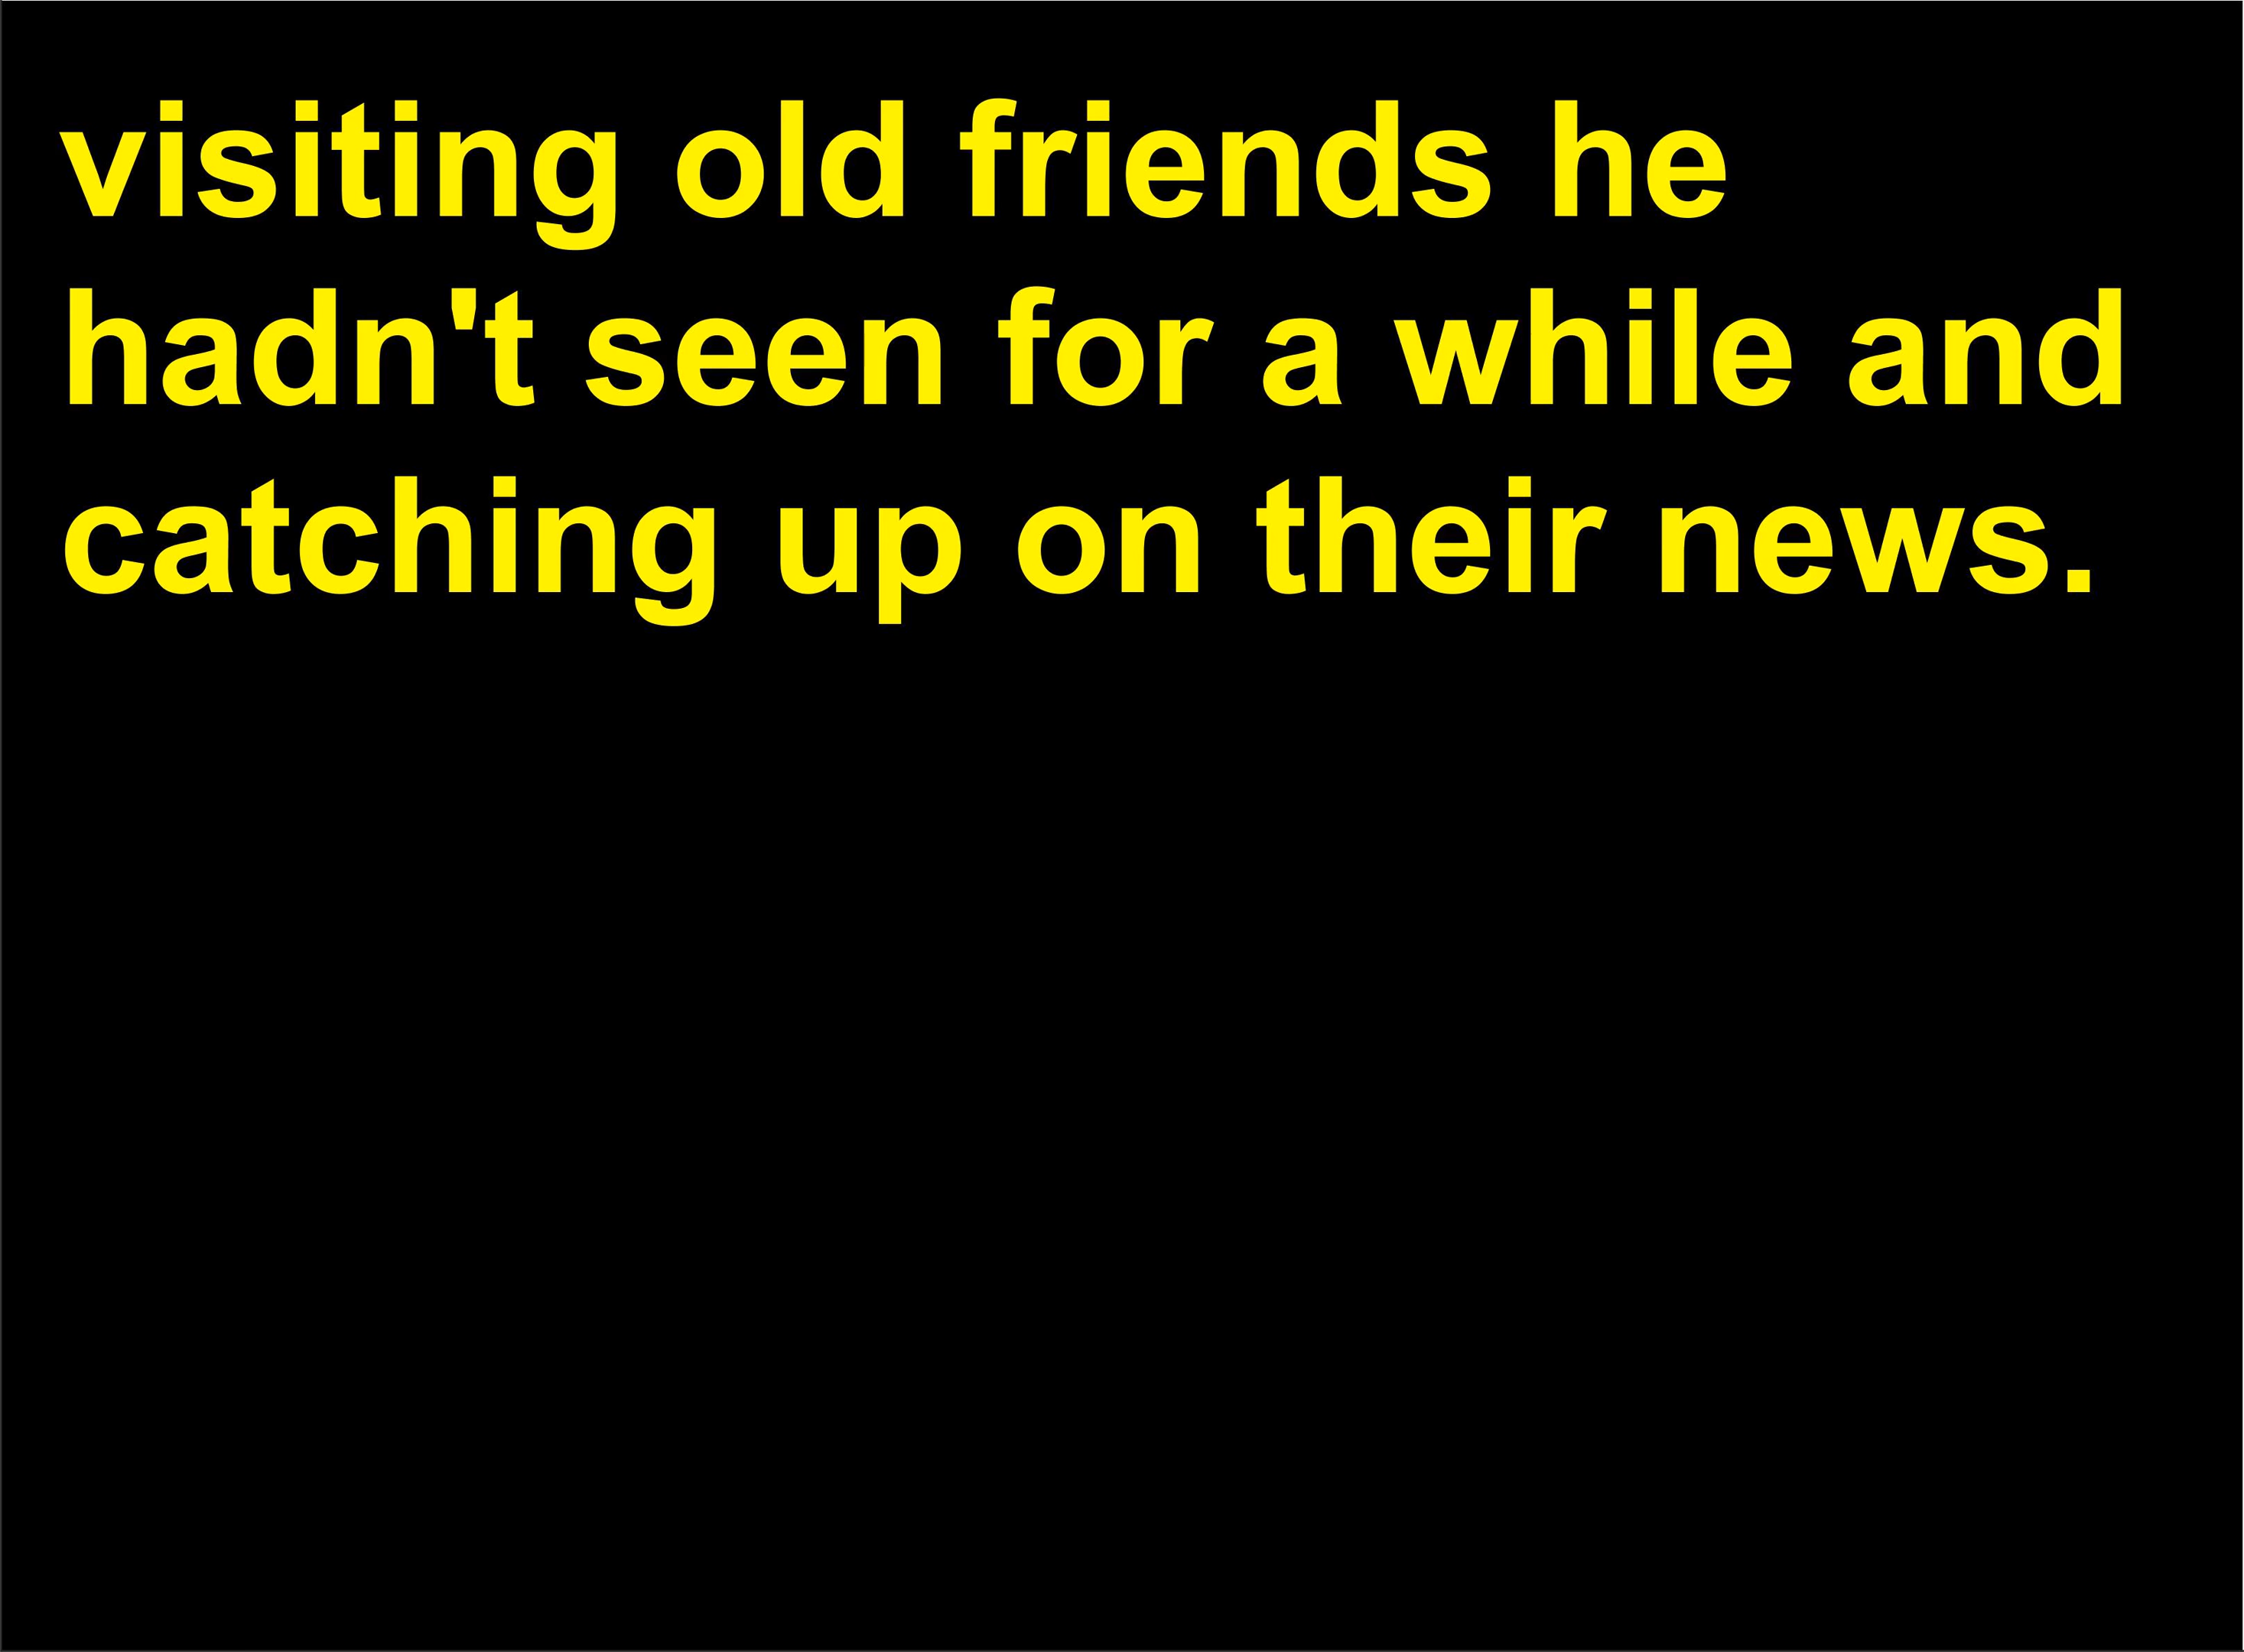 visiting old friends he
hadn't seen for a while and
catching up on their news.